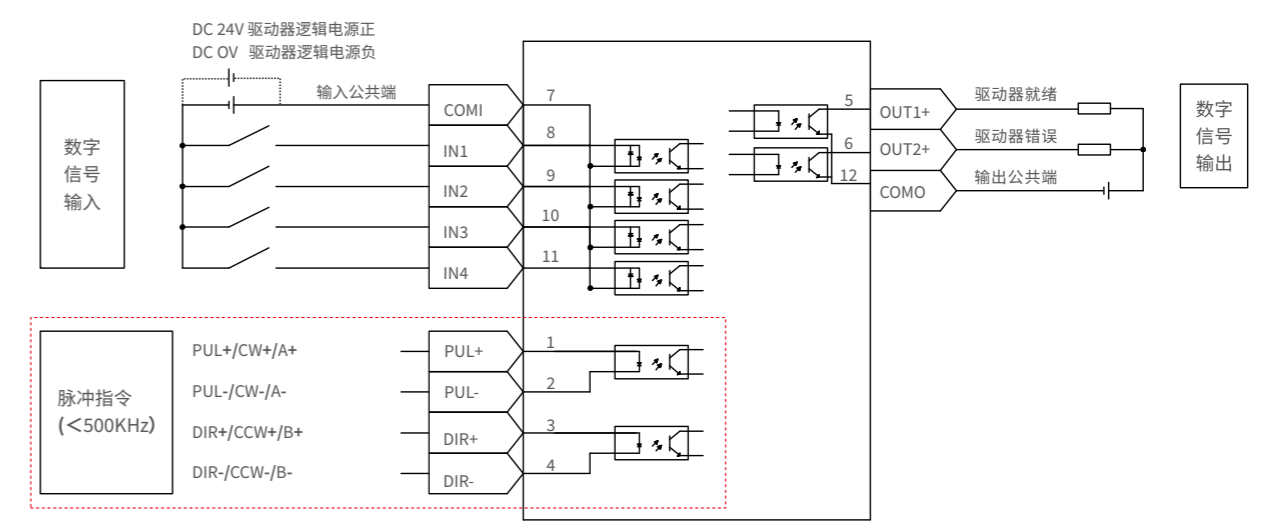 DC 24V 驱动器逻辑电源正
DC OV 驱动器逻辑电源负
数字
信号
输入
输入公共端
COMI
7
IN1
8
IN2
9
IN3
10
IN4
11
5
OUT1+
驱动器就绪
6
OUT2+
驱动器错误
12
COMO
输出公共端
数字
信号
输出
脉冲指令
(<500KHz)
PUL+/CW+/A+
PUL+
1
PUL-/CW-/A-
PUL-
2
DIR+/CCW+/B+
DIR+
3
DIR-/CCW-/B-
DIR-
4